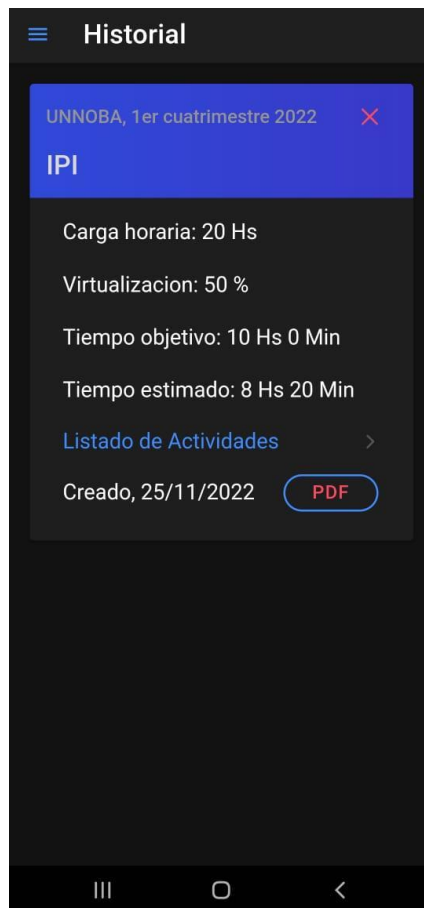 Historial
UNNOBA, 1er cuatrimestre 2022
IPI
Carga horaria: 20 Hs
Virtualizacion: 50 %
Tiempo objetivo: 10 Hs 0 Min
Tiempo estimado: 8 Hs 20 Min
Listado de Actividades
Creado, 25/11/2022 PDF